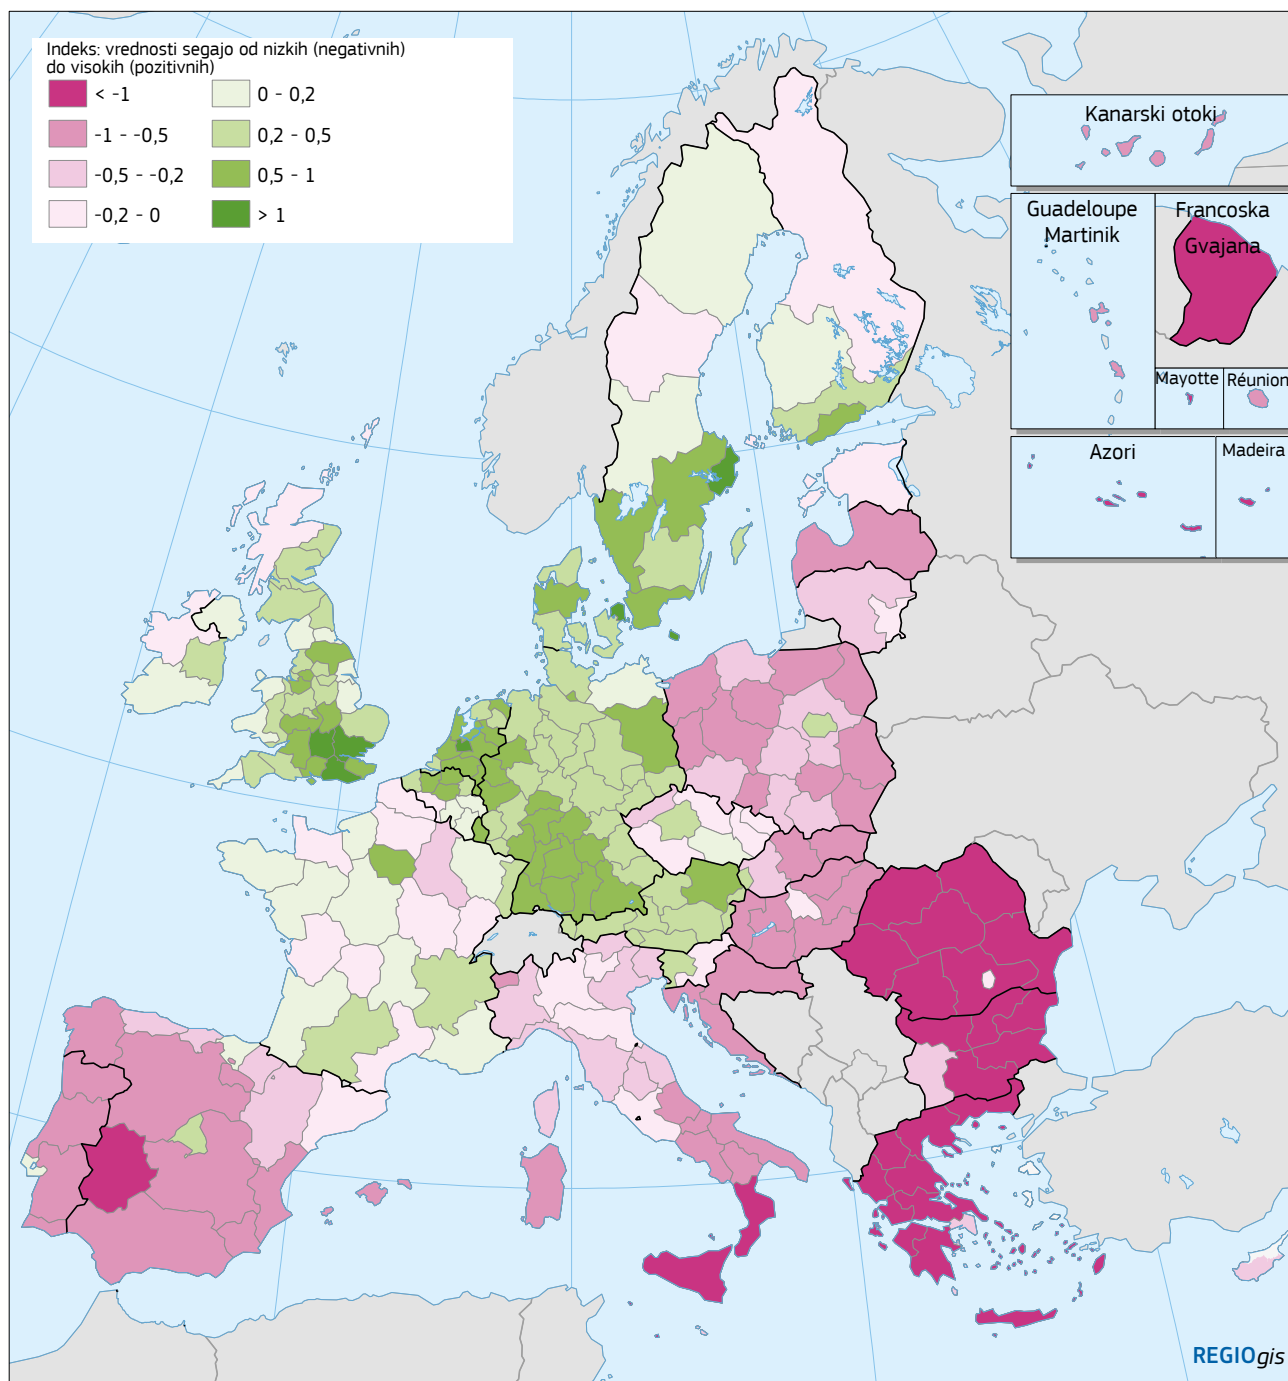 Indeks: vrednosti segajo od nizkih (negativnih)
do visokih (pozitivnih)
< -1
-1 - -0,5
-0,5 - -0,2
-0,2 - 0
0 - 0,2
0,2 - 0,5
0,5 - 1
> 1
Kanarski otoki
Guadeloupe
Martinik
Francoska
Gvajana
Mayotte
Réunion
Azori
Madeira
REGIOgis